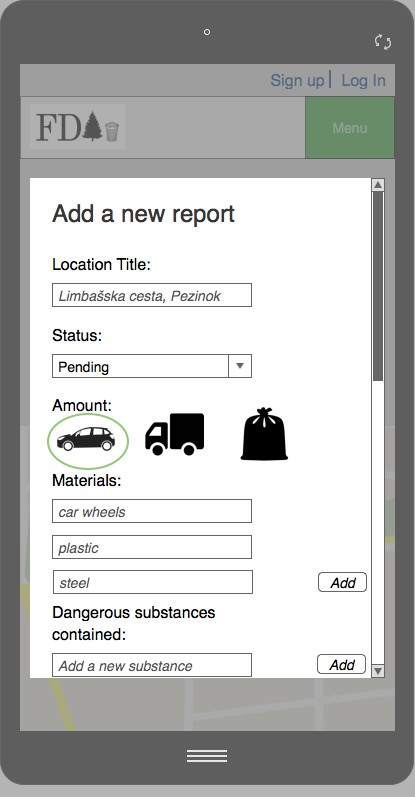 Sign up | Log In
FD
Menu
Add a new report
Location Title:
Limbašska cesta, Pezinok
Status:
Pending
Amount:
Materials:
car wheels
plastic
steel
Add
Dangerous substances
contained:
Add a new substance
Add